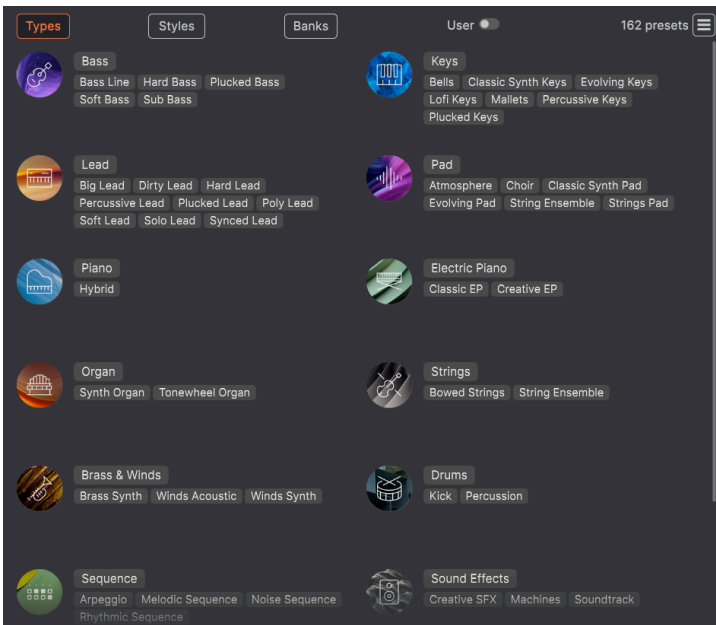 Types Styles Banks User 162 presets
Bass
Bass Line Hard Bass Plucked Bass
Soft Bass Sub Bass
Keys
Bells Classic Synth Keys Evolving Keys
Lofi Keys Mallets Percussive Keys
Plucked Keys
Lead
Big Lead Dirty Lead Hard Lead
Percussive Lead Plucked Lead Poly Lead
Soft Lead Solo Lead Synced Lead
Pad
Atmosphere Choir Classic Synth Pad
Evolving Pad String Ensemble Strings Pad
Piano
Hybrid
Electric Piano
Classic EP Creative EP
Organ
Synth Organ Tonewheel Organ
Strings
Bowed Strings String Ensemble
Brass & Winds
Brass Synth Winds Acoustic Winds Synth
Drums
Kick Percussion
Sequence
Arpeggio Melodic Sequence Noise Sequence
Rhythmic Sequence
Sound Effects
Creative SFX Machines Soundtrack